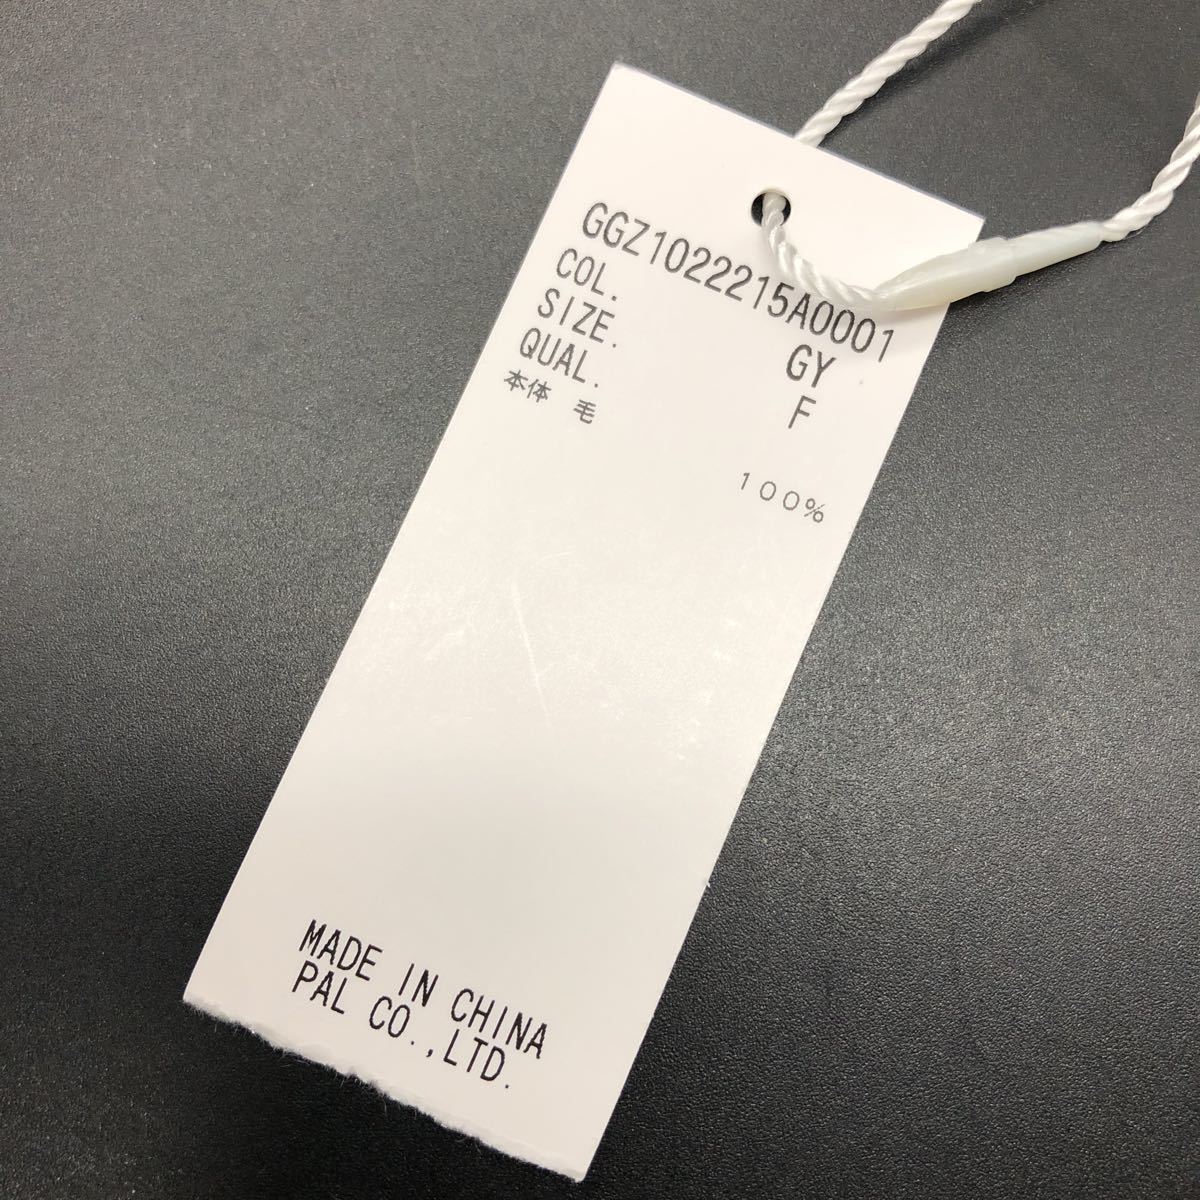 GGZ1022215A0001
COL. GY
SIZE. F
QUAL.
本体 毛
100%
MADE IN CHINA
PAL CO.,LTD.